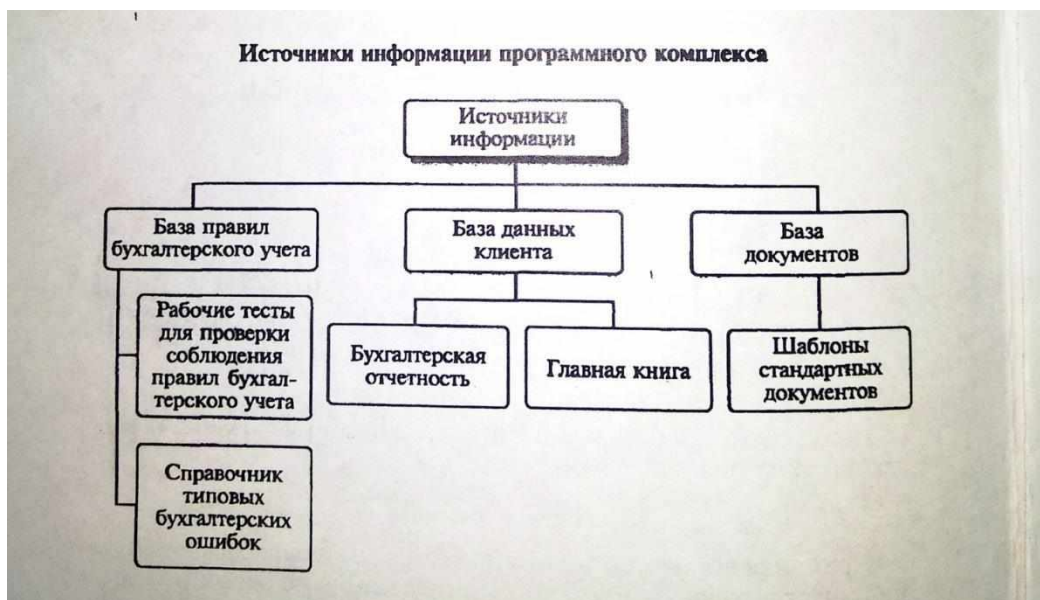 Источники информации программного комплекса
Источники
информации
База правил
бухгалтерского учета
База данных
клиента
База
документов
Рабочие тесты
для проверки
соблюдения
правил бухгал-
терского учета
Бухгалтерская
отчетность
Главная книга
Шаблоны
стандартных
документов
Справочник
типовых
бухгалтерских
ошибок